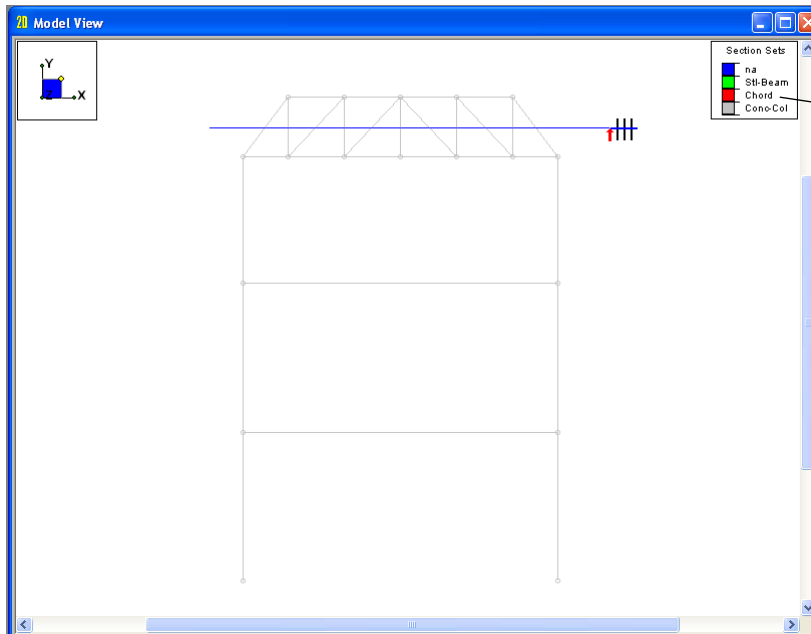 2D Model View
Y
Z X
Section Sets
na
Stl-Beam
Chord
Conc-Col